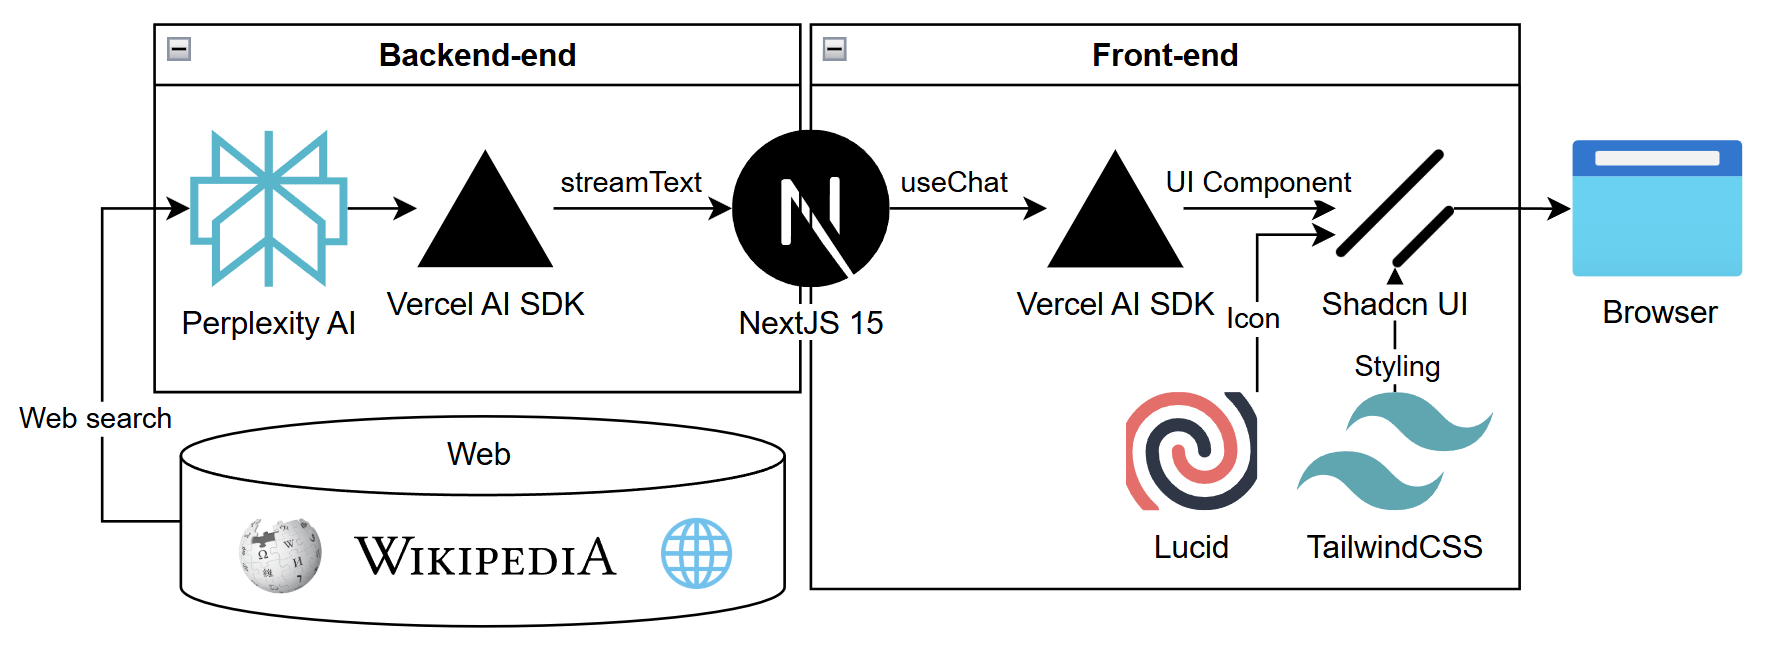 Backend-end
Front-end
streamText
useChat
UI Component
Perplexity AI
Vercel AI SDK
NextJS 15
Vercel AI SDK
Icon
Shadcn UI
Browser
Styling
Web search
Web
WIKIPEDIA
Lucid
TailwindCSS